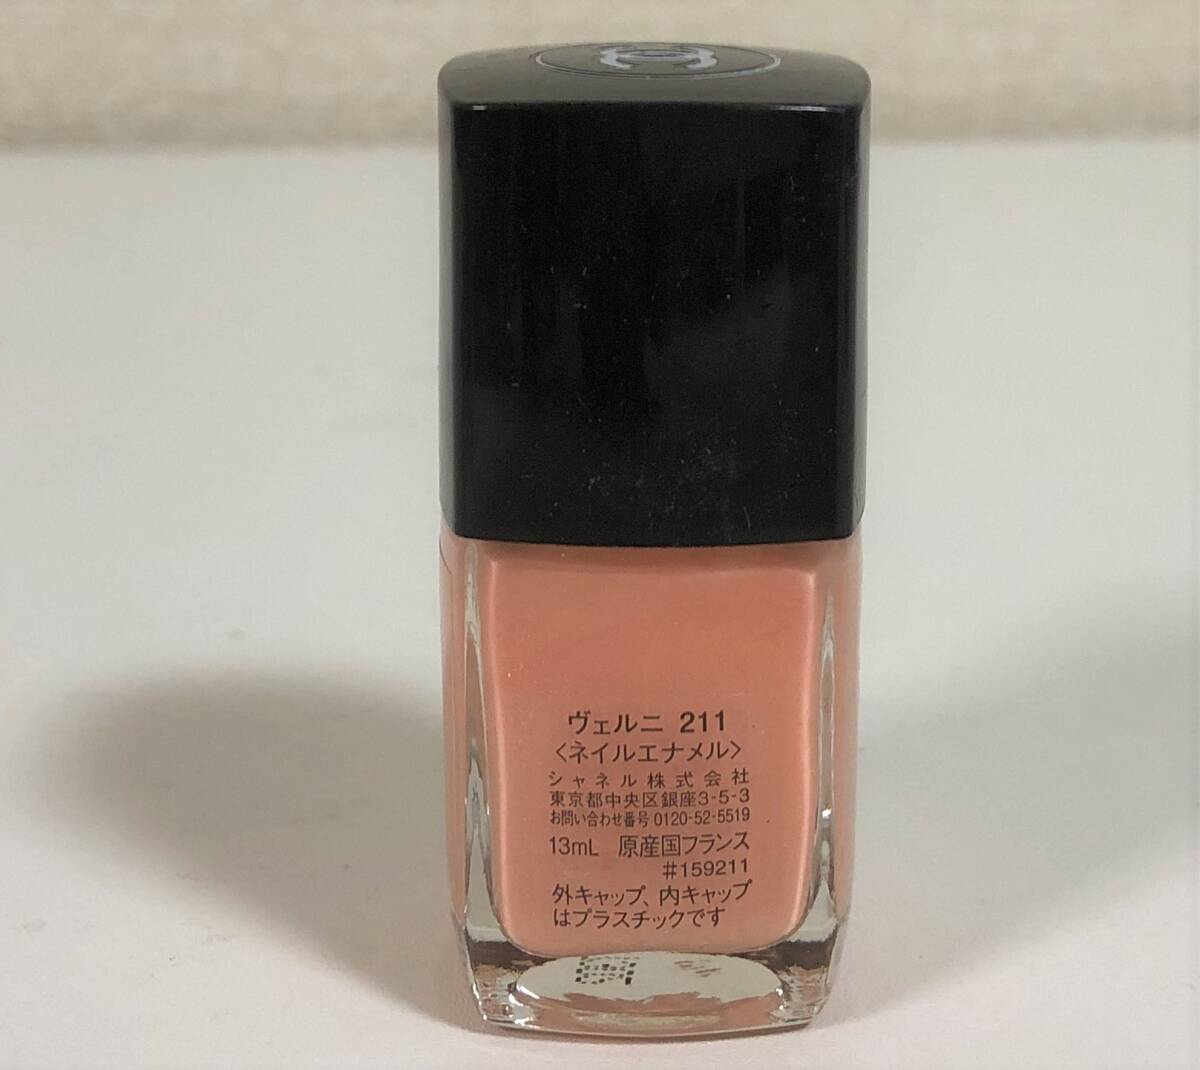 ヴェルニ 211
<ネイルエナメル>
シャネル株式会社
東京都中央区銀座3-5-3
お問い合わせ番号 0120-52-5519
13mL 原産国フランス
#159211
外キャップ、内キャップ
はプラスチックです